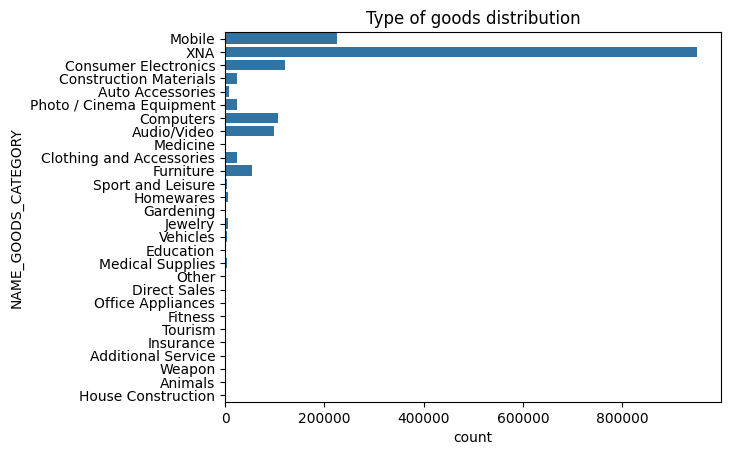 Type of goods distribution
NAME_GOODS_CATEGORY
Mobile
XNA
Consumer Electronics
Construction Materials
Auto Accessories
Photo / Cinema Equipment
Computers
Audio/Video
Medicine
Clothing and Accessories
Furniture
Sport and Leisure
Homewares
Gardening
Jewelry
Vehicles
Education
Medical Supplies
Other
Direct Sales
Office Appliances
Fitness
Tourism
Insurance
Additional Service
Weapon
Animals
House Construction
0 200000 400000 600000 800000
count